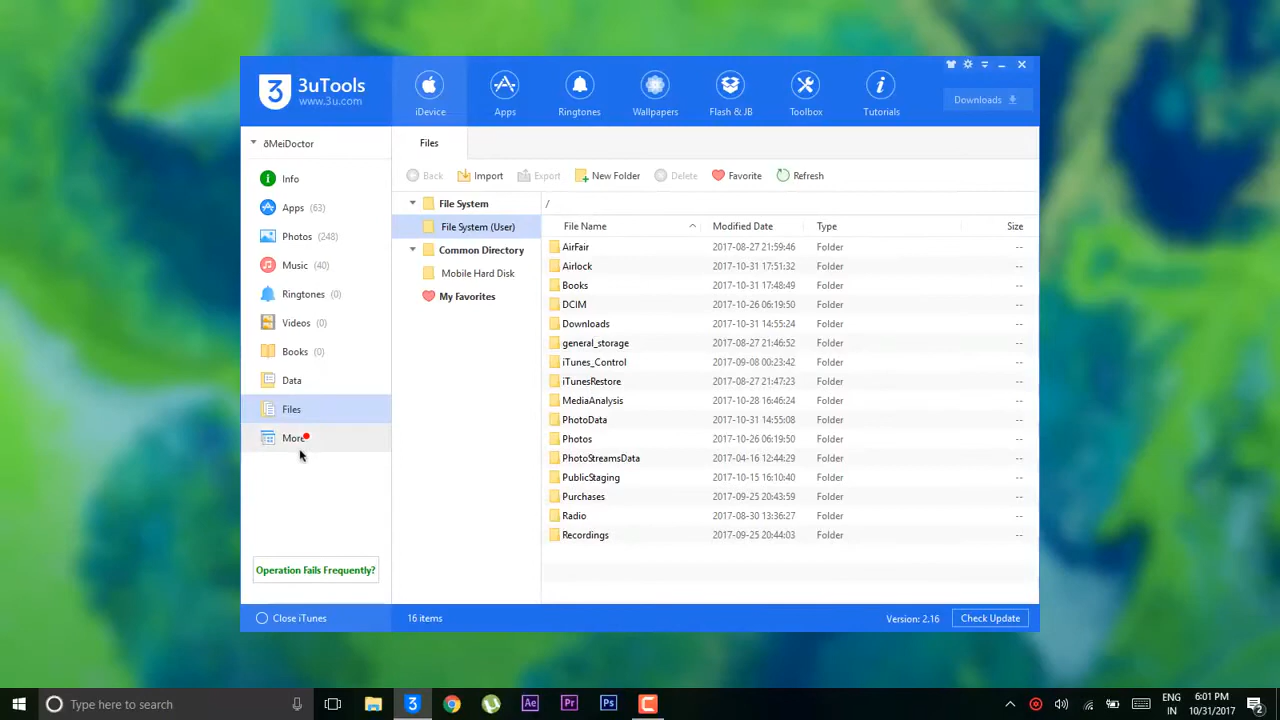 3 3uTools
www.3u.com
iDevice Apps Ringtones Wallpapers Flash & JB Toolbox Tutorials
Downloads
ðMeiDoctor
Info
Apps (63)
Photos (248)
Music (40)
Ringtones (0)
Videos (0)
Books (0)
Data
Files
More
Operation Fails Frequently?
Close iTunes
Files
Back Import Export New Folder Delete Favorite Refresh
File System
File System (User)
Common Directory
Mobile Hard Disk
My Favorites
/
File Name Modified Date Type Size
AirFair 2017-08-27 21:59:46 Folder --
Airlock 2017-10-31 17:51:32 Folder --
Books 2017-10-31 17:48:49 Folder --
DCIM 2017-10-26 06:19:50 Folder --
Downloads 2017-10-31 14:55:24 Folder --
general_storage 2017-08-27 21:46:52 Folder --
iTunes_Control 2017-09-08 00:23:42 Folder --
iTunesRestore 2017-08-27 21:47:23 Folder --
MediaAnalysis 2017-10-28 16:46:24 Folder --
PhotoData 2017-10-31 14:55:08 Folder --
Photos 2017-10-26 06:19:50 Folder --
PhotoStreamsData 2017-04-16 12:44:29 Folder --
PublicStaging 2017-10-15 16:10:40 Folder --
Purchases 2017-09-25 20:43:59 Folder --
Radio 2017-08-30 13:36:27 Folder --
Recordings 2017-09-25 20:44:03 Folder --
16 items Version: 2.16 Check Update
Type here to search
3 Ae Pr Ps
ENG 6:01 PM
IN 10/31/2017 2